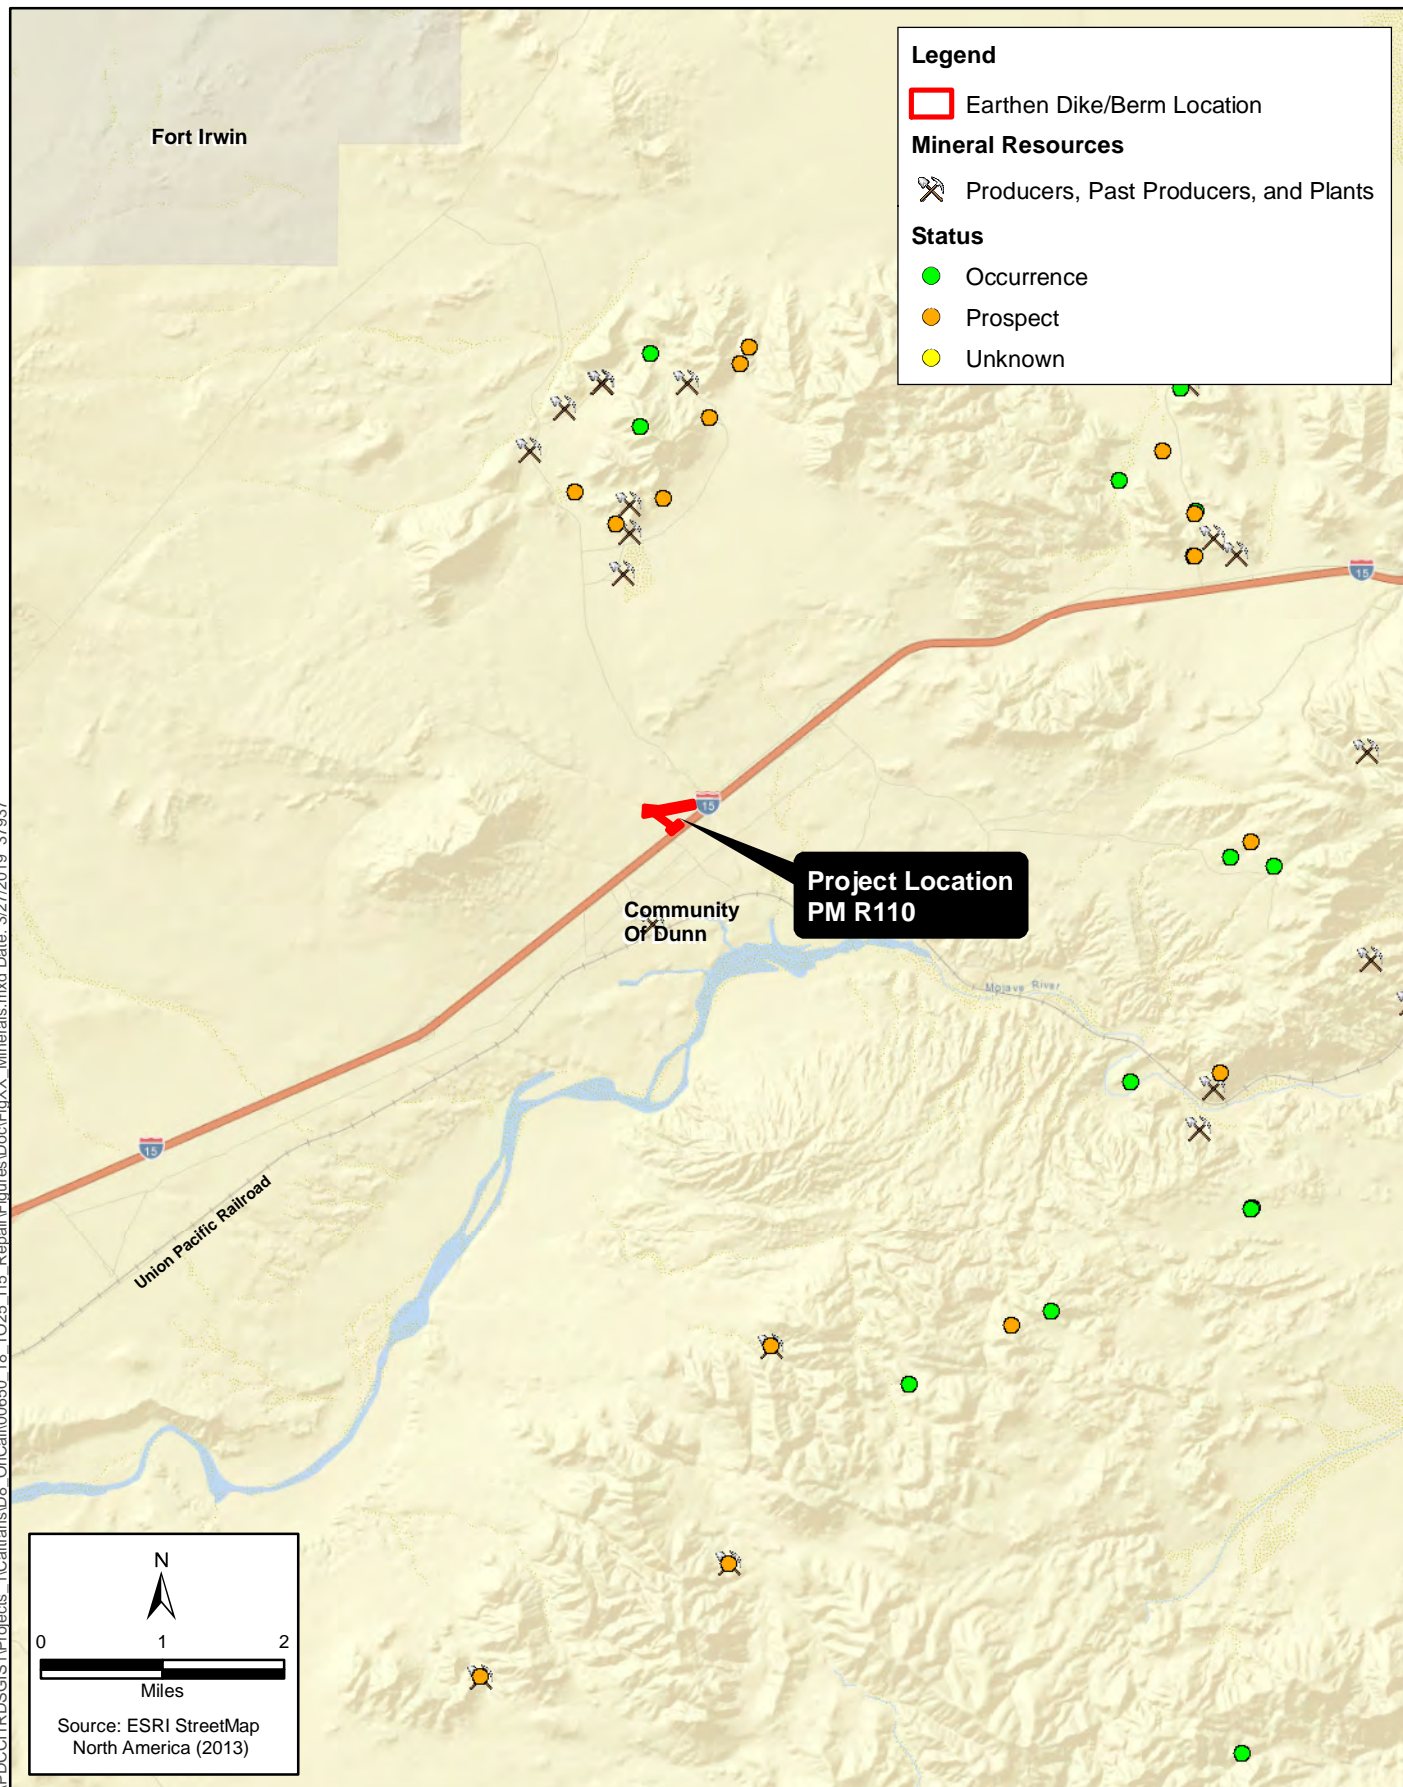 Legend
Earthen Dike/Berm Location
Mineral Resources
Producers, Past Producers, and Plants
Status
Occurrence
Prospect
Unknown
Fort Irwin
15
15
Project Location
PM R110
Community
Of Dunn
Mojave River
15
Union Pacific Railroad
N
0 1 2
Miles
Source: ESRI StreetMap
North America (2013)